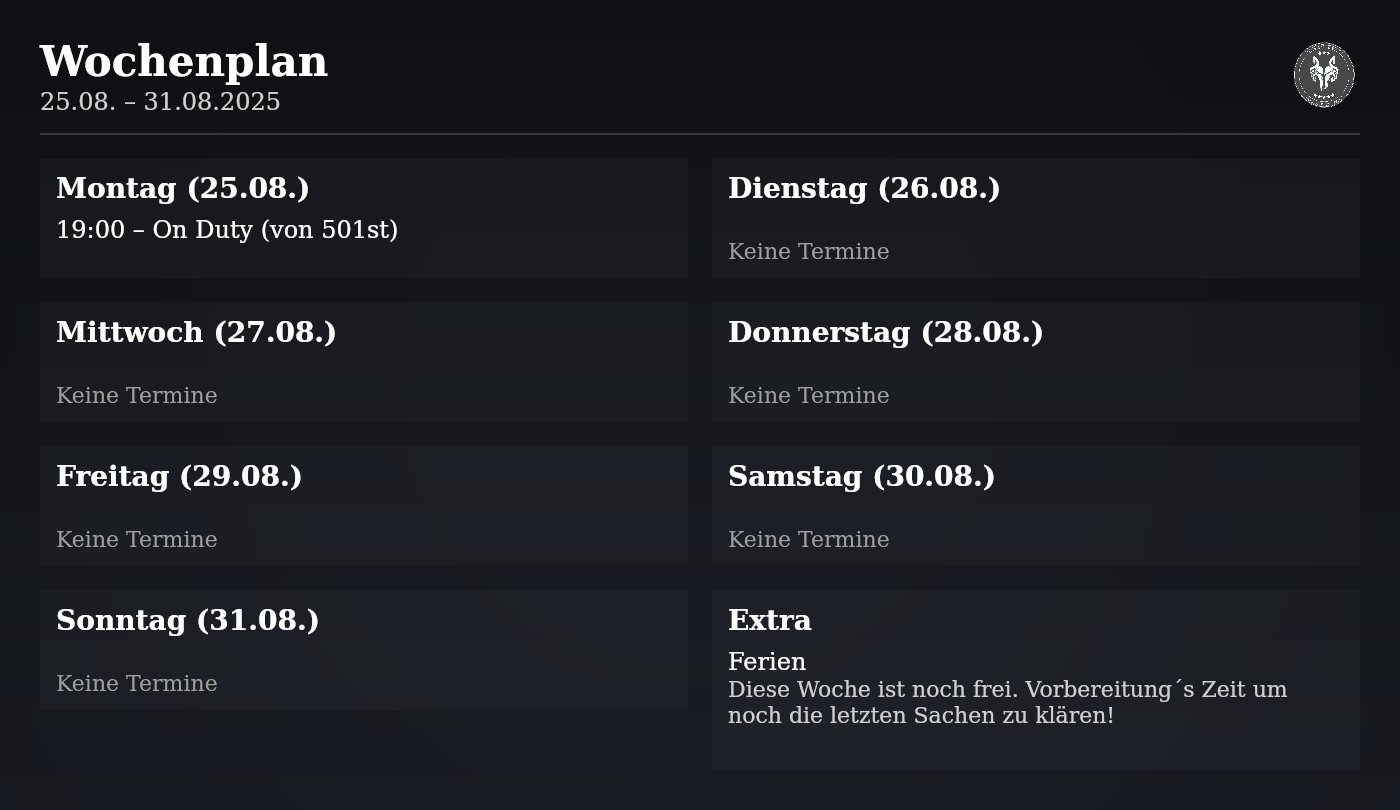 Wochenplan
25.08. – 31.08.2025
Montag (25.08.)
19:00 – On Duty (von 501st)
Dienstag (26.08.)
Keine Termine
Mittwoch (27.08.)
Keine Termine
Donnerstag (28.08.)
Keine Termine
Freitag (29.08.)
Keine Termine
Samstag (30.08.)
Keine Termine
Sonntag (31.08.)
Keine Termine
Extra
Ferien
Diese Woche ist noch frei. Vorbereitung´s Zeit um
noch die letzten Sachen zu klären!